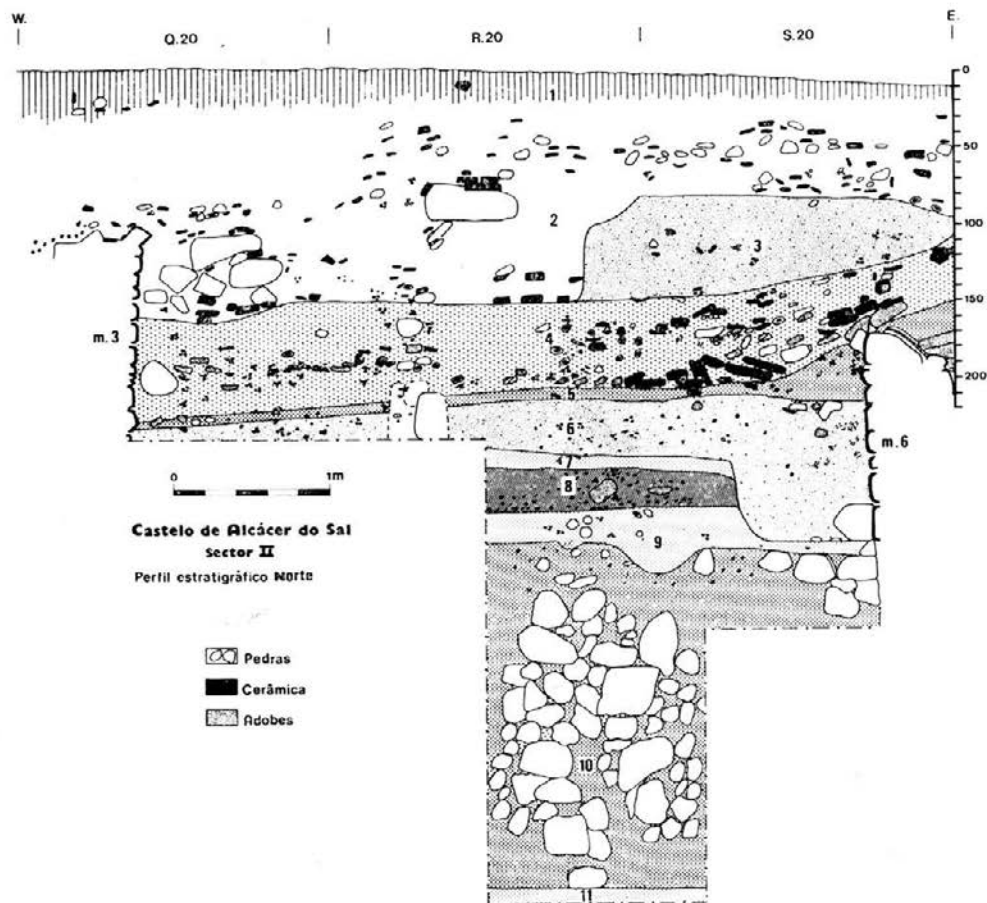 W.
E.
Q.20
R.20
S.20
0
50
100
150
200
1
2
3
4
5
6
7
8
9
10
11
m.3
m.6
0
1m
Castelo de Alcácer do Sal
Sector II
Perfil estratigráfico Norte
Pedras
Cerâmica
Adobes